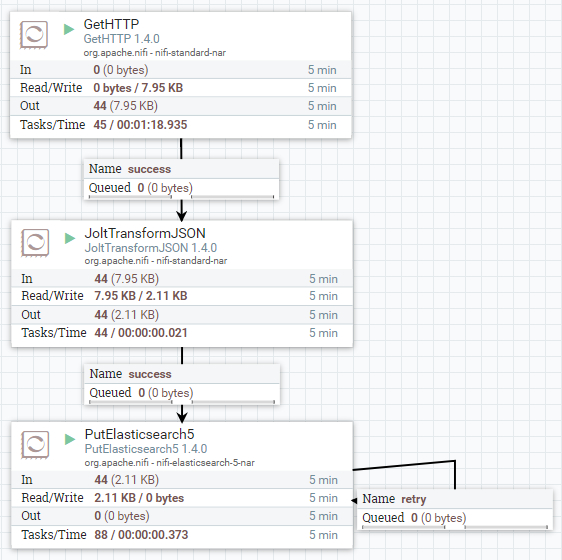 GetHTTP
GetHTTP 1.4.0
org.apache.nifi - nifi-standard-nar
In 0 (0 bytes) 5 min
Read/Write 0 bytes / 7.95 KB 5 min
Out 44 (7.95 KB) 5 min
Tasks/Time 45 / 00:01:18.935 5 min
Name success
Queued 0 (0 bytes)
JoltTransformJSON
JoltTransformJSON 1.4.0
org.apache.nifi - nifi-standard-nar
In 44 (7.95 KB) 5 min
Read/Write 7.95 KB / 2.11 KB 5 min
Out 44 (2.11 KB) 5 min
Tasks/Time 44 / 00:00:00.021 5 min
Name success
Queued 0 (0 bytes)
PutElasticsearch5
PutElasticsearch5 1.4.0
org.apache.nifi - nifi-elasticsearch-5-nar
In 44 (2.11 KB) 5 min
Read/Write 2.11 KB / 0 bytes 5 min
Out 0 (0 bytes) 5 min
Tasks/Time 88 / 00:00:00.373 5 min
Name retry
Queued 0 (0 bytes)